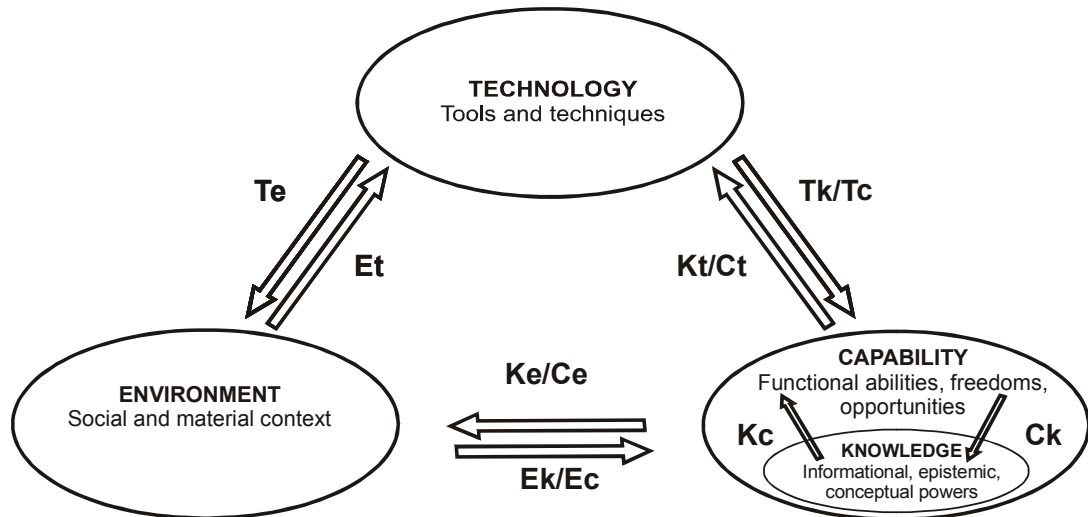 TECHNOLOGY
Tools and techniques
Te
Tk/Tc
Et
Kt/Ct
ENVIRONMENT
Social and material context
Ke/Ce
Ek/Ec
CAPABILITY
Functional abilities, freedoms,
opportunities
Kc
Ck
KNOWLEDGE
Informational, epistemic,
conceptual powers